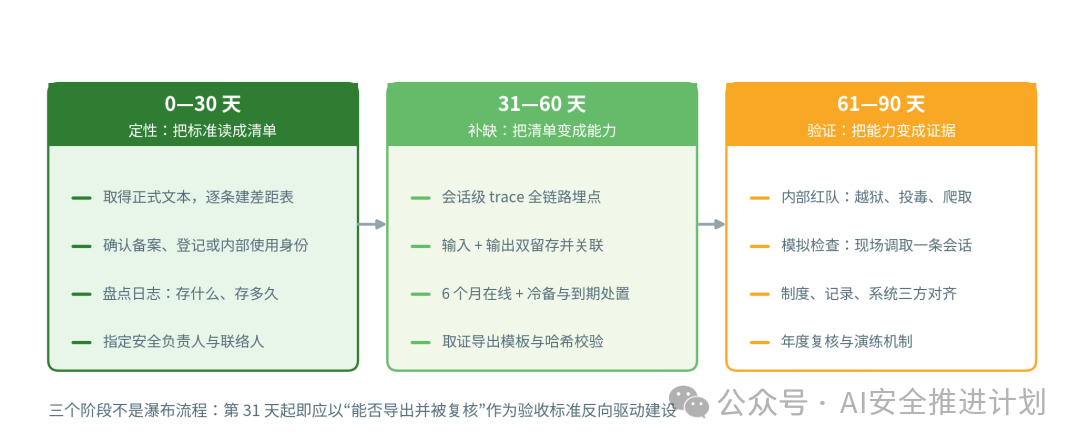 0—30 天
定性：把标准读成清单
取得正式文本，逐条建差距表
确认备案、登记或内部使用身份
盘点日志：存什么、存多久
指定安全负责人与联络人
31—60 天
补缺：把清单变成能力
会话级 trace 全链路埋点
输入 + 输出双留存并关联
6 个月在线 + 冷备与到期处置
取证导出模板与哈希校验
61—90 天
验证：把能力变成证据
内部红队：越狱、投毒、爬取
模拟检查：现场调取一条会话
制度、记录、系统三方对齐
年度复核与演练机制
三个阶段不是瀑布流程：第 31 天起即应以“能否导出并被复核”作为验收标准反向驱动建设
公众号 · AI安全推进计划